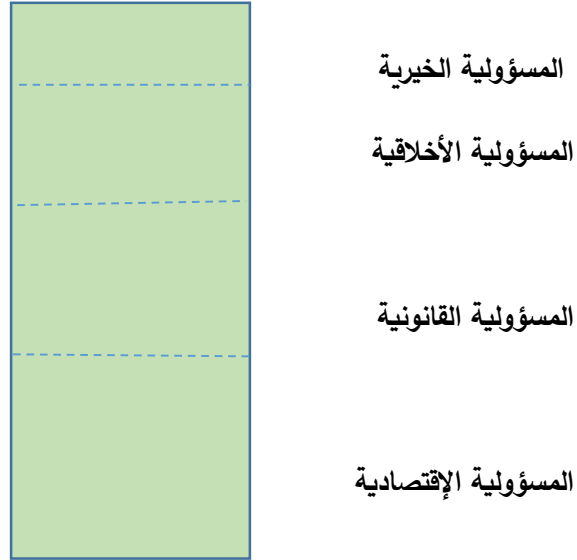 المسؤولية الخيرية
المسؤولية الأخلاقية
المسؤولية القانونية
المسؤولية الإقتصادية